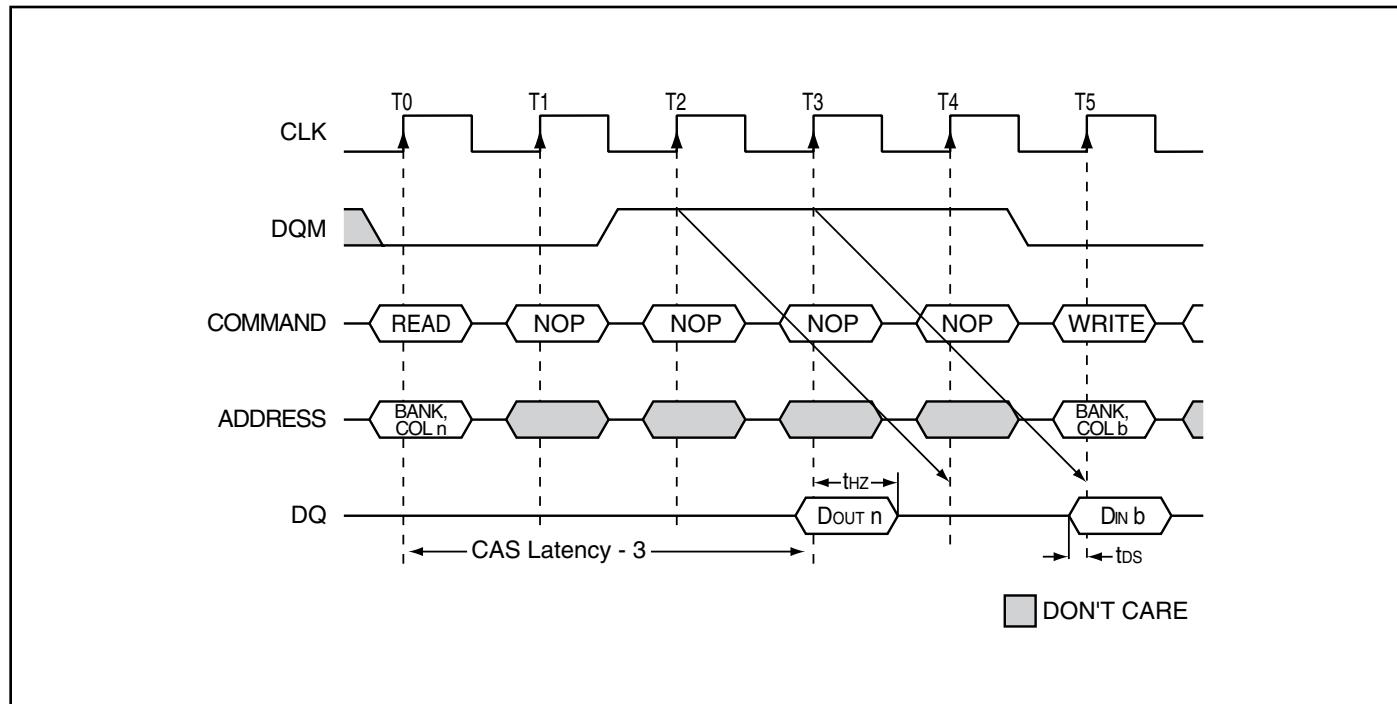 T0 T1 T2 T3 T4 T5
CLK
DQM
COMMAND READ NOP NOP NOP NOP WRITE
ADDRESS BANK, COL n BANK, COL b
tHZ
DQ DOUT n DIN b
CAS Latency - 3 tDS
DON'T CARE